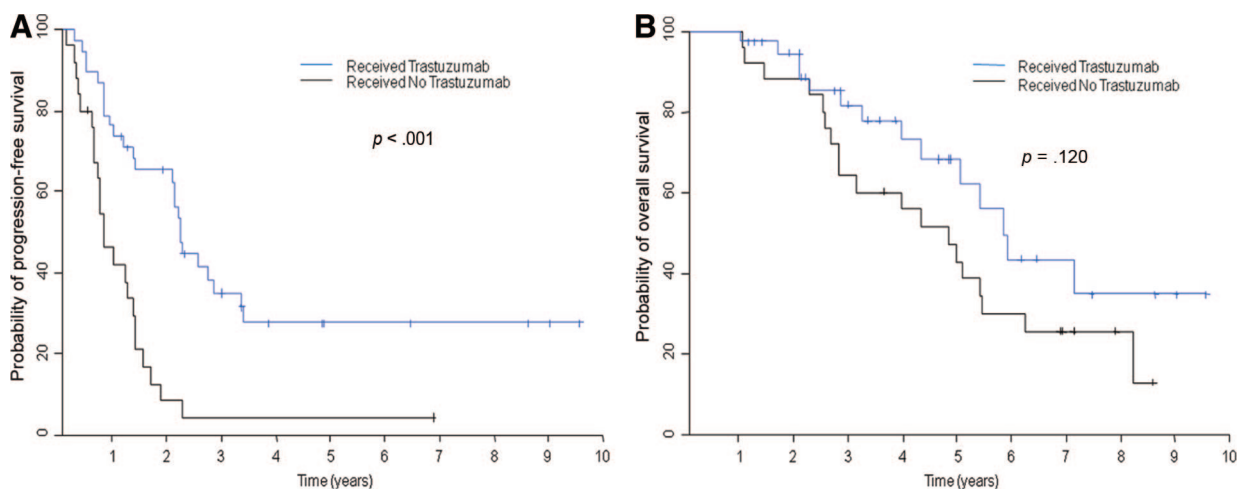 A
Probability of progression-free survival
100
80
60
40
20
0
Received Trastuzumab
Received No Trastuzumab
p < .001
1 2 3 4 5 6 7 8 9 10
Time (years)
B
Probability of overall survival
100
80
60
40
20
0
Received Trastuzumab
Received No Trastuzumab
p = .120
1 2 3 4 5 6 7 8 9 10
Time (years)